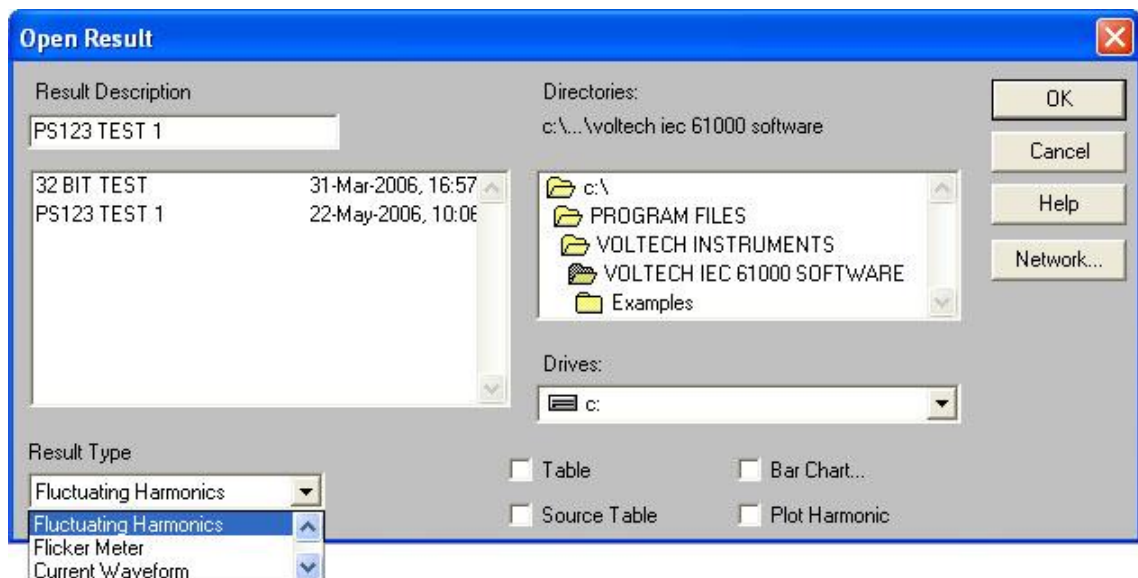 Open Result
Result Description
PS123 TEST 1
32 BIT TEST 31-Mar-2006, 16:57
PS123 TEST 1 22-May-2006, 10:06
Directories:
c:\...\voltech iec 61000 software
c:\
PROGRAM FILES
VOLTECH INSTRUMENTS
VOLTECH IEC 61000 SOFTWARE
Examples
Drives:
c:
OK
Cancel
Help
Network...
Result Type
Fluctuating Harmonics
Fluctuating Harmonics
Flicker Meter
Current Waveform
Table
Bar Chart...
Source Table
Plot Harmonic